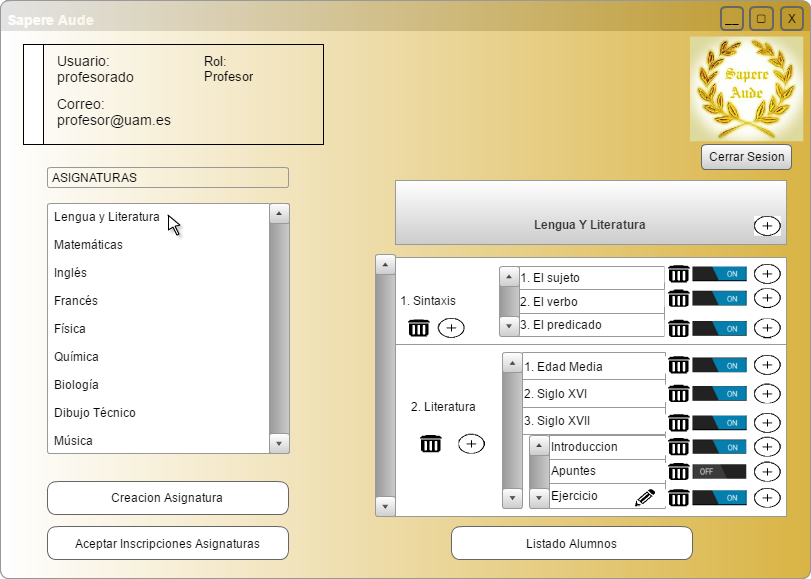 Sapere Aude
X
Usuario:
profesorado
Rol:
Profesor
Correo:
profesor@uam.es
Sapere
Aude
Cerrar Sesion
ASIGNATURAS
Lengua y Literatura
Matemáticas
Inglés
Francés
Física
Química
Biología
Dibujo Técnico
Música
Creacion Asignatura
Aceptar Inscripciones Asignaturas
Lengua Y Literatura
1. Sintaxis
1. El sujeto
ON
2. El verbo
ON
3. El predicado
ON
2. Literatura
1. Edad Media
ON
2. Siglo XVI
ON
3. Siglo XVII
ON
Introduccion
ON
Apuntes
OFF
Ejercicio
ON
Listado Alumnos